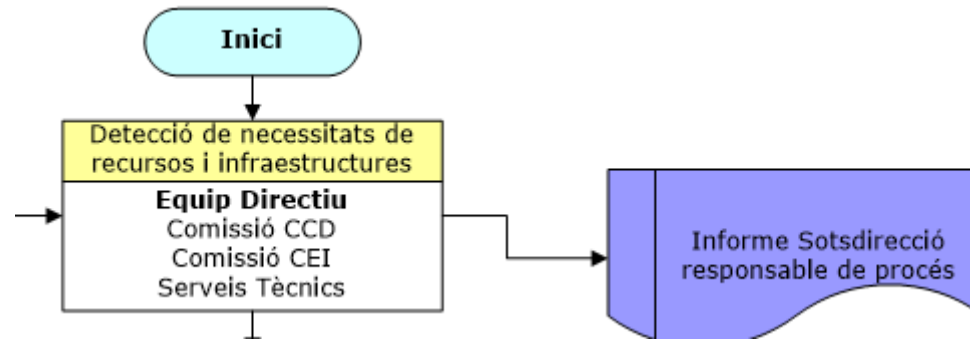 Inici
Detecció de necessitats de
recursos i infraestructures
Equip Directiu
Comissió CCD
Comissió CEI
Serveis Tècnics
Informe Sotsdirecció
responsable de procés